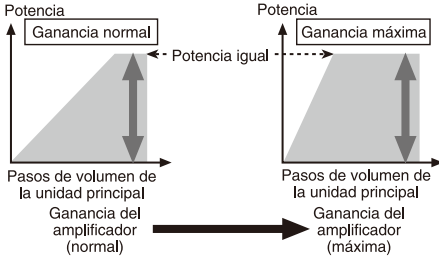 Potencia
Ganancia normal
Potencia igual
Potencia
Ganancia máxima
Pasos de volumen de
la unidad principal
Pasos de volumen de
la unidad principal
Ganancia del
amplificador
(normal)
Ganancia del
amplificador
(máxima)